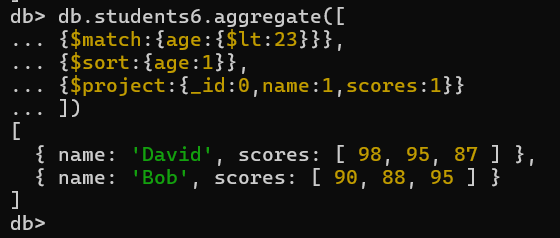 db> db.students6.aggregate([
... {$match:{age:{$lt:23}}},
... {$sort:{age:1}},
... {$project:{_id:0,name:1,scores:1}}
... ])
[
  { name: 'David', scores: [ 98, 95, 87 ] },
  { name: 'Bob', scores: [ 90, 88, 95 ] }
]
db>